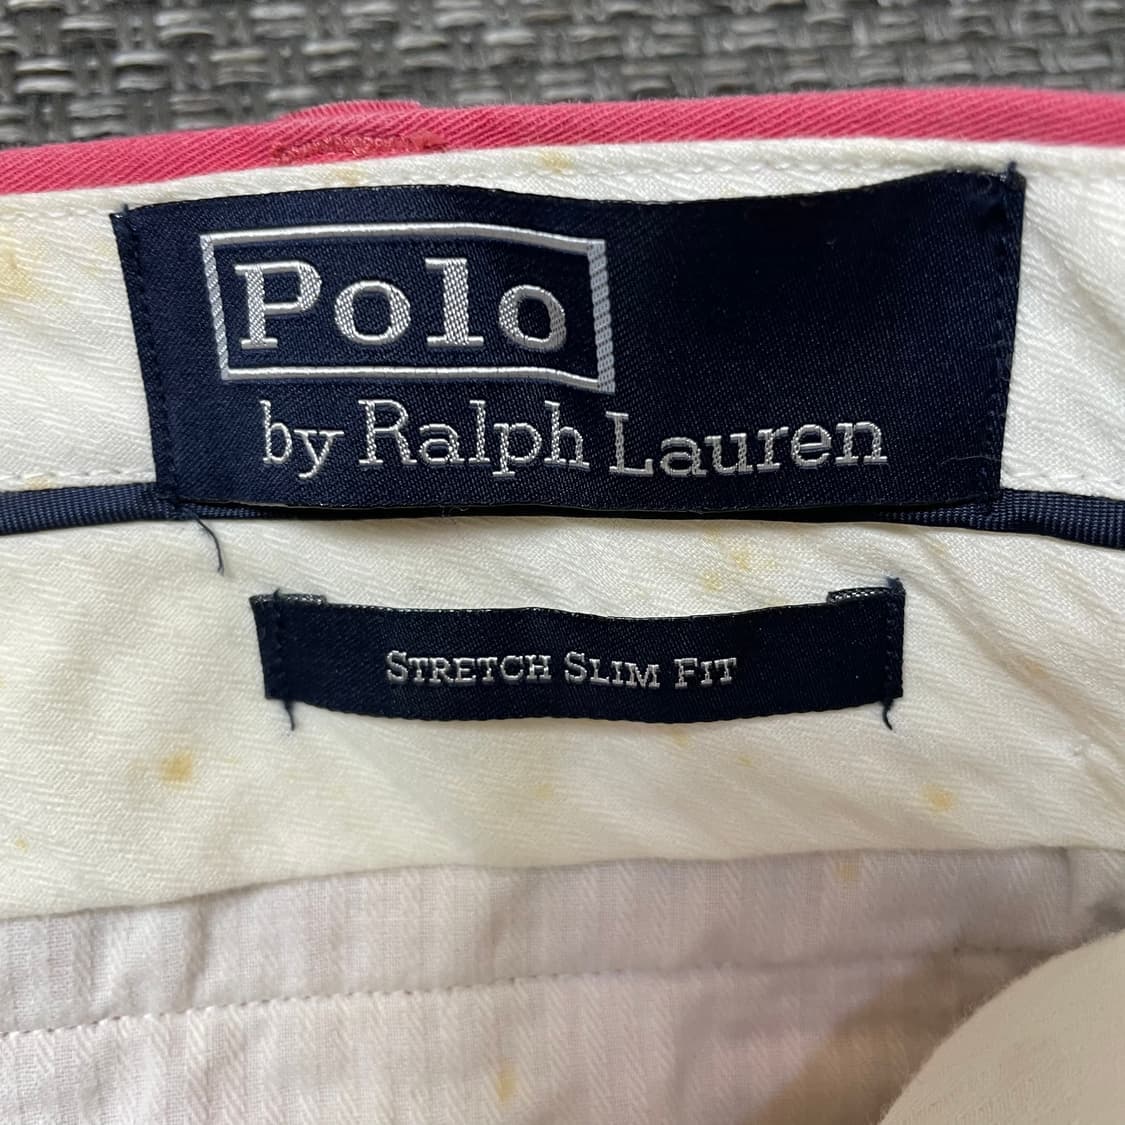 Polo
by Ralph Lauren
STRETCH SLIM FIT